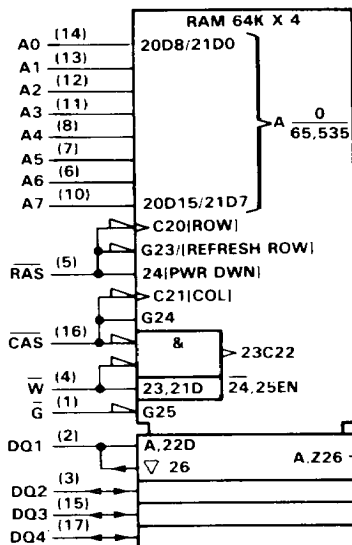 RAM 64K X 4
A0 (14) 20D8/21D0
A1 (13)
A2 (12)
A3 (11)
A4 (8)
A5 (7)
A6 (6)
A7 (10) 20D15/21D7
A 0
65,535
C20[ROW]
G23/[REFRESH ROW]
RAS (5) 24[PWR DWN]
C21[COL]
G24
CAS (16) & 23C22
W (4) 23,21D 24,25EN
G (1) G25
DQ1 (2) A,22D
26 A,Z26
DQ2 (3)
DQ3 (15)
DQ4 (17)